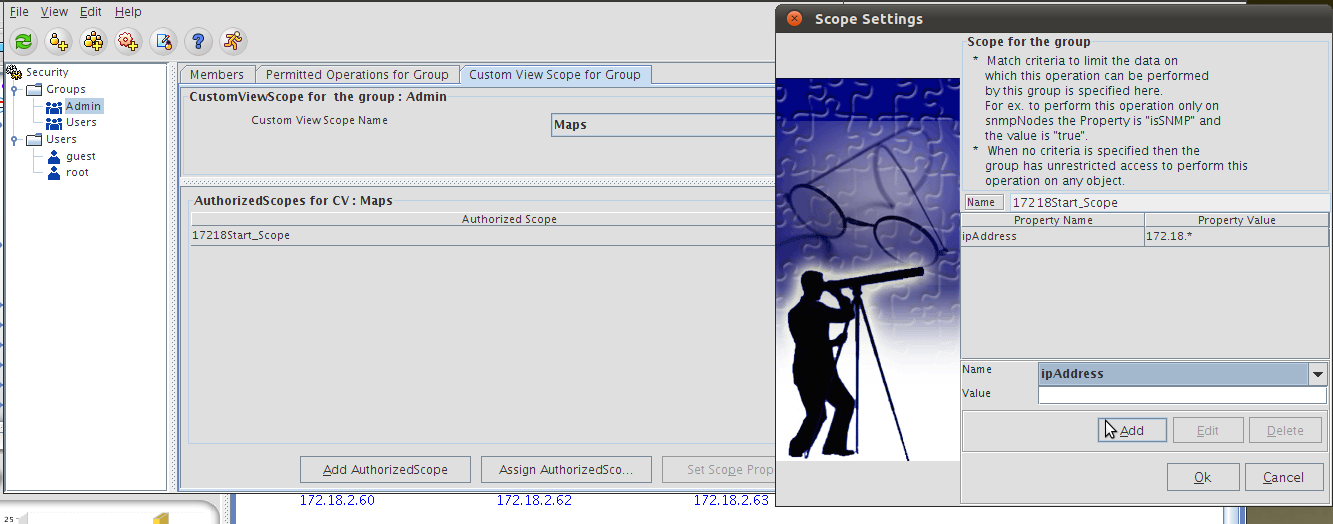 File View Edit Help
Security
Groups
Admin
Users
Users
guest
root
Members
Permitted Operations for Group
Custom View Scope for Group
CustomViewScope for the group : Admin
Custom View Scope Name
Maps
AuthorizedScopes for CV : Maps
Authorized Scope
17218Start_Scope
Add AuthorizedScope
Assign AuthorizedSco...
Set Scope Prop
172.18.2.60
172.18.2.62
172.18.2.63
25
Scope Settings
Scope for the group
* Match criteria to limit the data on
which this operation can be performed
by this group is specified here.
For ex. to perform this operation only on
snmpNodes the Property is "isSNMP" and
the value is "true".
* When no criteria is specified then the
group has unrestricted access to perform this
operation on any object.
Name 17218Start_Scope
Property Name Property Value
ipAddress 172.18.*
Name ipAddress
Value
Add Edit Delete
Ok Cancel